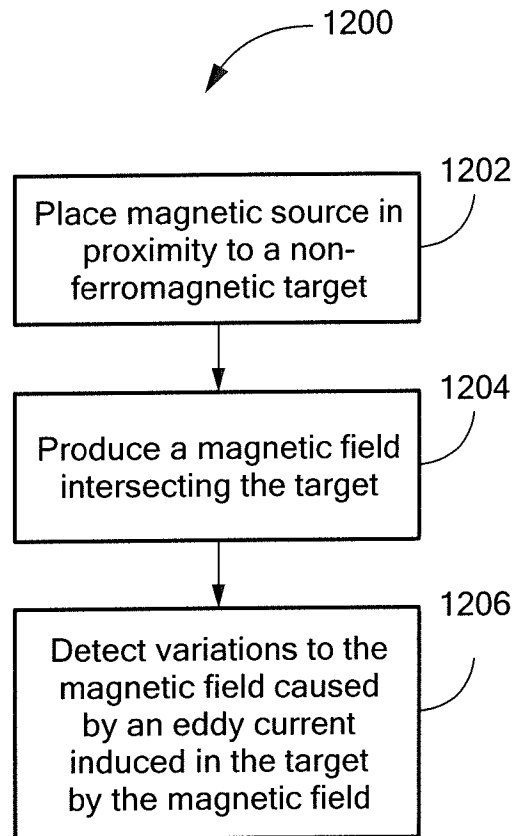 1200
1202
Place magnetic source in
proximity to a non-
ferromagnetic target
1204
Produce a magnetic field
intersecting the target
1206
Detect variations to the
magnetic field caused
by an eddy current
induced in the target
by the magnetic field